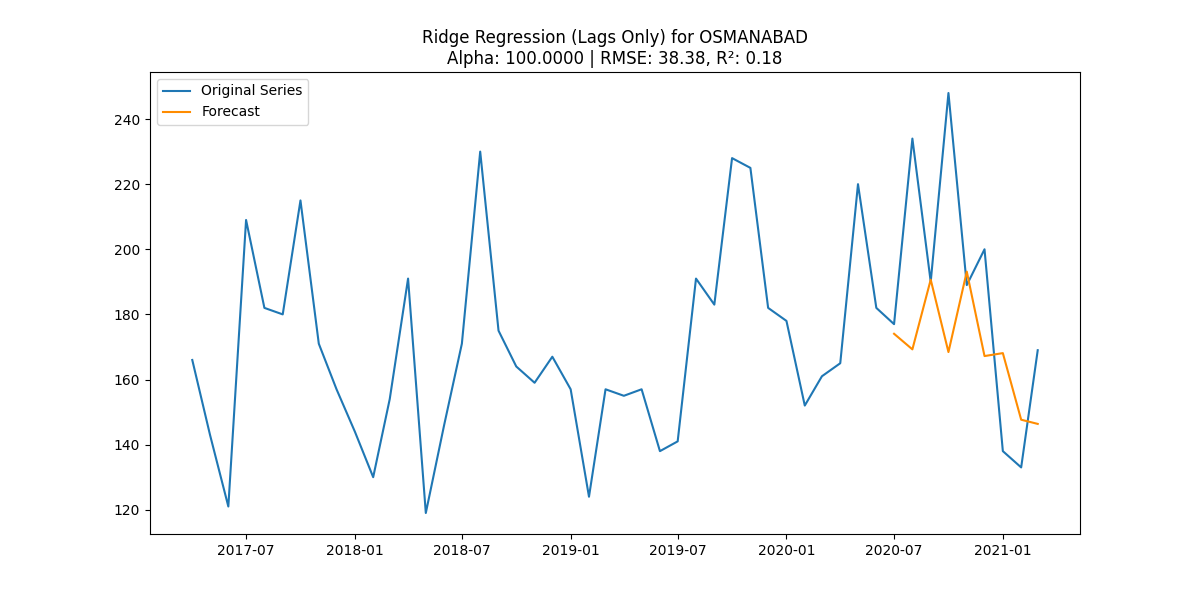 Ridge Regression (Lags Only) for OSMANABAD
Alpha: 100.0000 | RMSE: 38.38, R²: 0.18
Original Series
Forecast
240
220
200
180
160
140
120
2017-07 2018-01 2018-07 2019-01 2019-07 2020-01 2020-07 2021-01